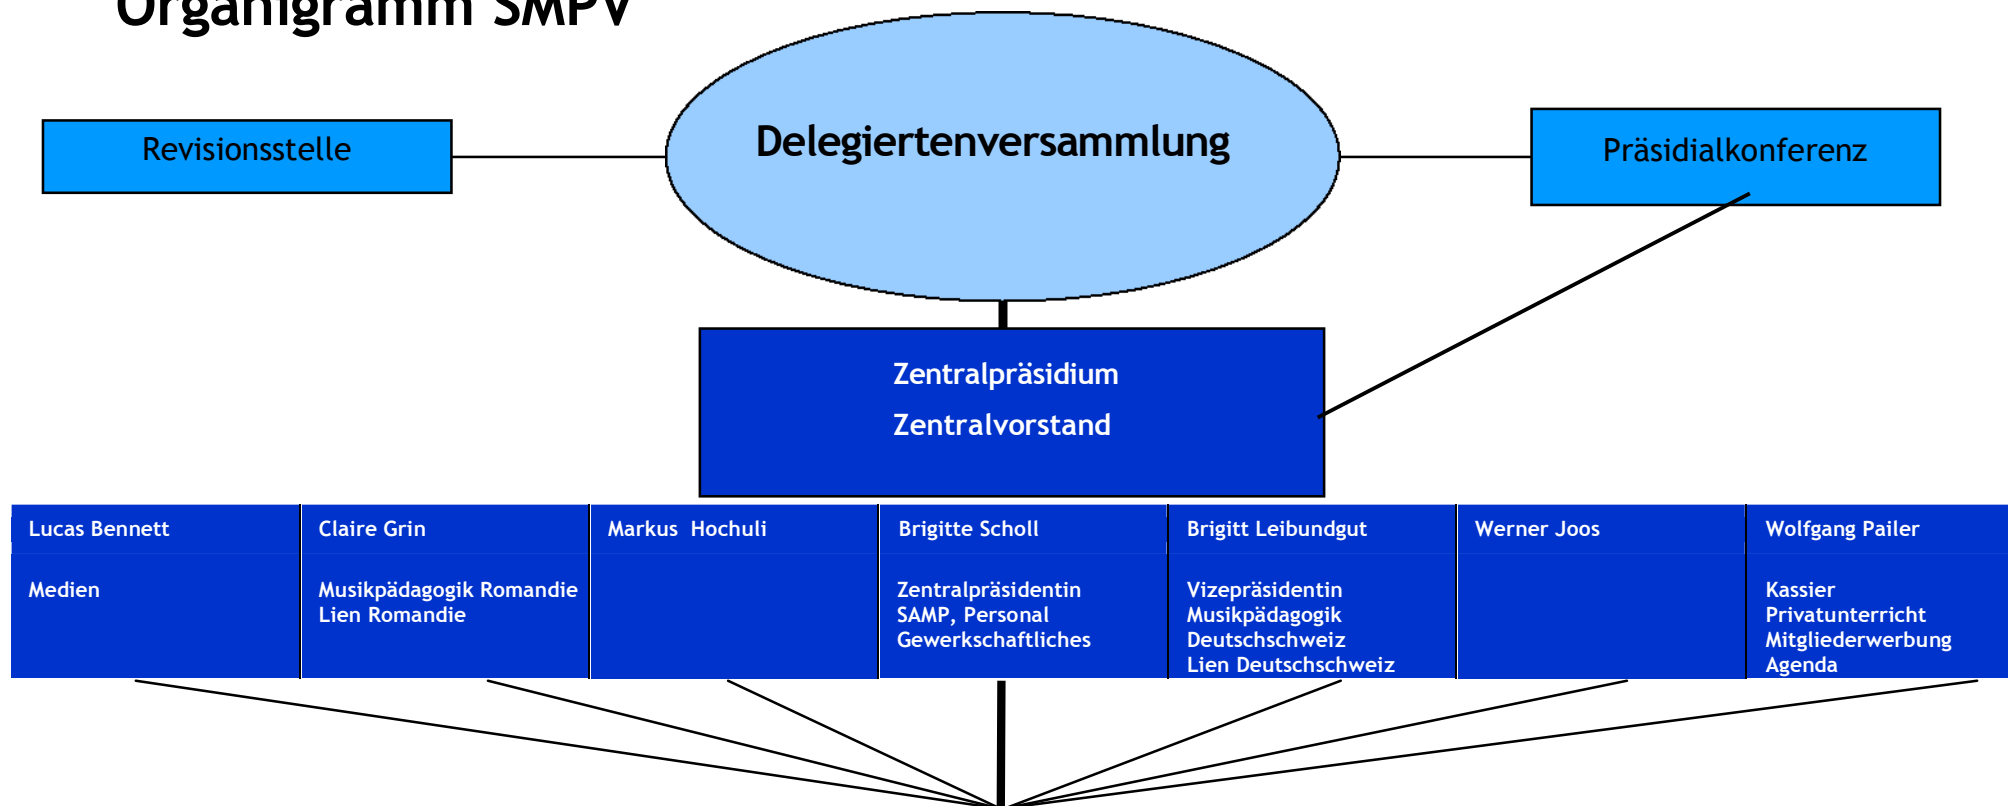 Organigramm SMPV
Delegiertenversammlung
Revisionsstelle
Präsidialkonferenz
Zentralpräsidium
Zentralvorstand
Lucas Bennett
Medien
Claire Grin
Musikpädagogik Romandie
Lien Romandie
Markus Hochuli
Brigitte Scholl
Zentralpräsidentin
SAMP, Personal
Gewerkschaftliches
Brigitt Leibundgut
Vizepräsidentin
Musikpädagogik
Deutschschweiz
Lien Deutschschweiz
Werner Joos
Wolfgang Pailer
Kassier
Privatunterricht
Mitgliederwerbung
Agenda